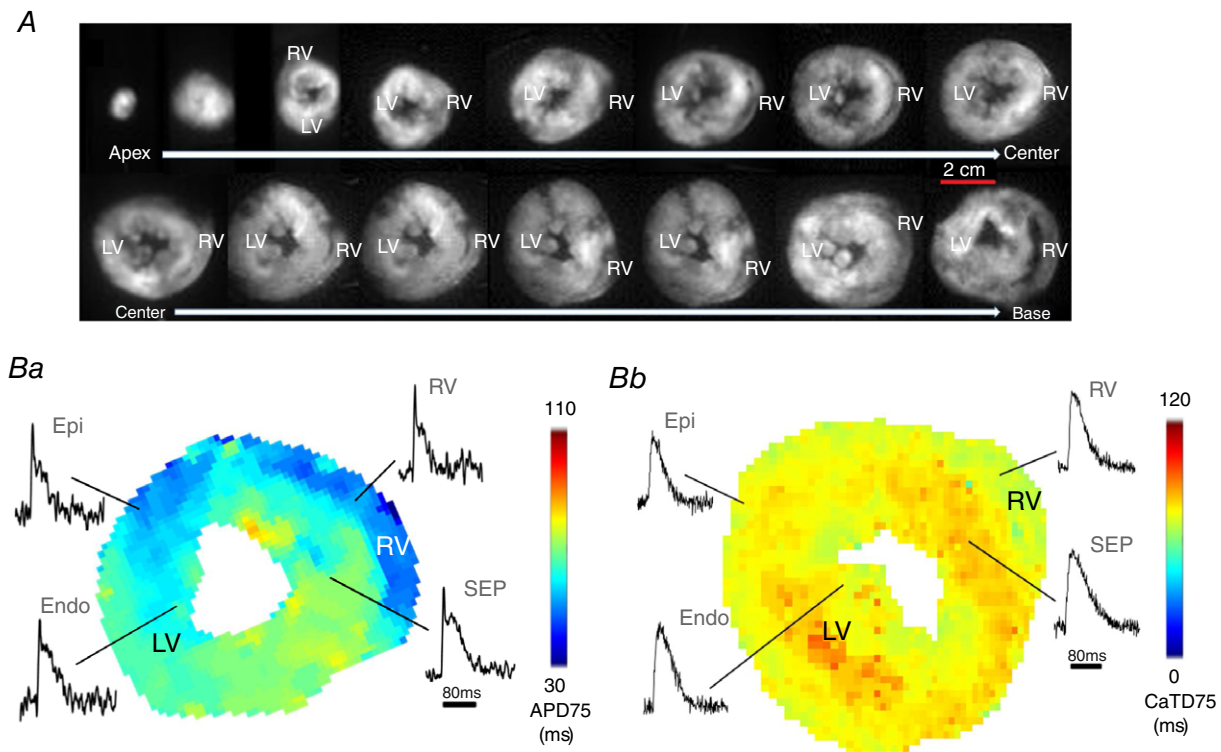 A
RV
LV
LV
RV
LV
RV
LV
RV
LV
RV
LV
RV
Apex
Center
2 cm
LV
RV
LV
RV
LV
RV
LV
RV
LV
RV
LV
RV
LV
RV
Center
Base
Ba
Epi
RV
110
RV
Endo
LV
SEP
80ms
30
APD75
(ms)
Bb
Epi
RV
120
RV
SEP
Endo
LV
80ms
0
CaTD75
(ms)